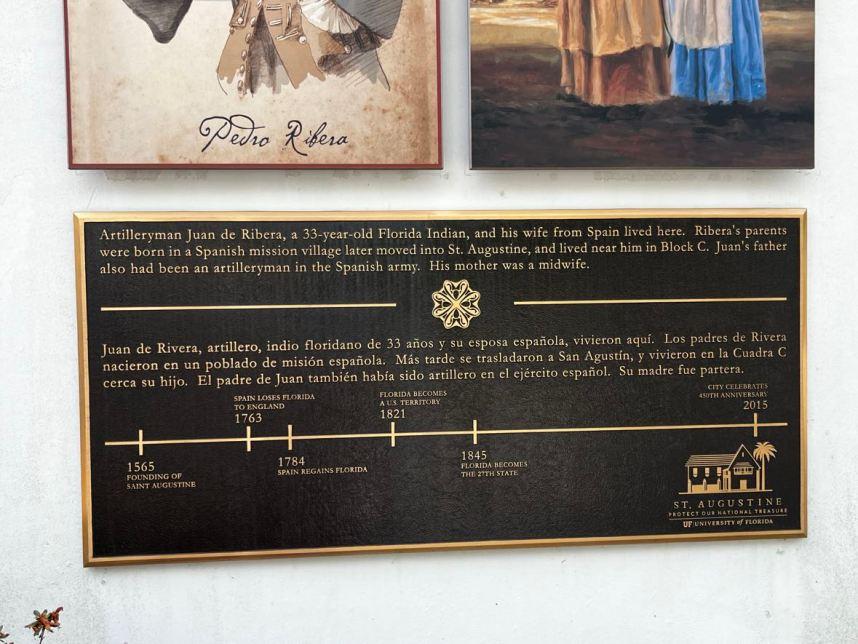 Pedro Ribera
Artilleryman Juan de Ribera, a 33-year-old Florida Indian, and his wife from Spain lived here. Ribera's parents
were born in a Spanish mission village later moved into St. Augustine, and lived near him in Block C. Juan's father
also had been an artilleryman in the Spanish army. His mother was a midwife.
Juan de Rivera, artillero, indio floridano de 33 años y su esposa española, vivieron aquí. Los padres de Rivera
nacieron en un poblado de misión española. Más tarde se trasladaron a San Agustín, y vivieron en la Cuadra C
cerca su hijo. El padre de Juan también había sido artillero en el ejército español. Su madre fue partera.
1565
FOUNDING OF
SAINT AUGUSTINE
SPAIN LOSES FLORIDA
TO ENGLAND
1763
1784
SPAIN REGAINS FLORIDA
FLORIDA BECOMES
A U.S. TERRITORY
1821
1845
FLORIDA BECOMES
THE 27TH STATE
CITY CELEBRATES
450TH ANNIVERSARY
2015
ST. AUGUSTINE
PROTECT OUR NATIONAL TREASURE
UF UNIVERSITY of FLORIDA